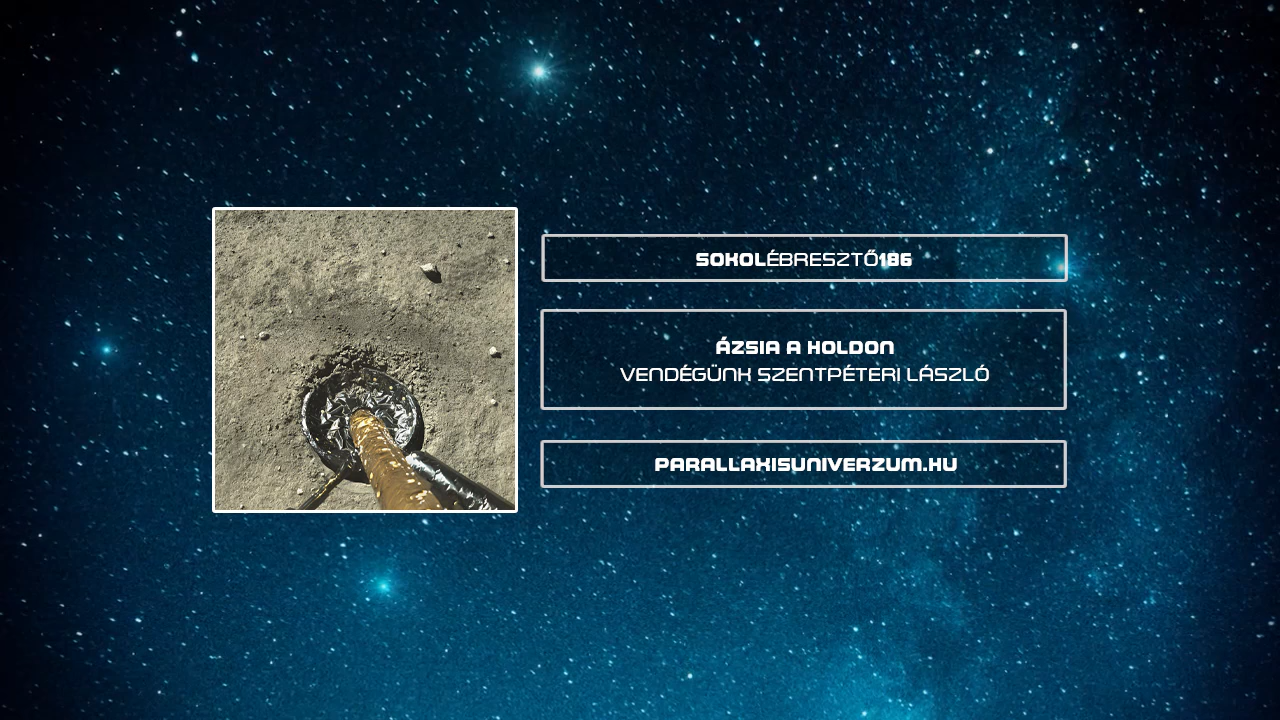 SOKOLÉBRESZTŐ186
ÁZSIA A HOLDON
VENDÉGÜNK SZENTPÉTERI LÁSZLÓ
PARALLAXISUNIVERZUM.HU